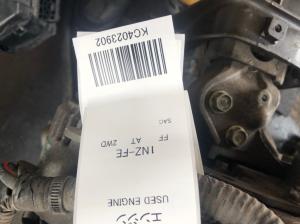 KC4023902
SAC
FF AT 2WD
1NZ-FE
USED ENGINE